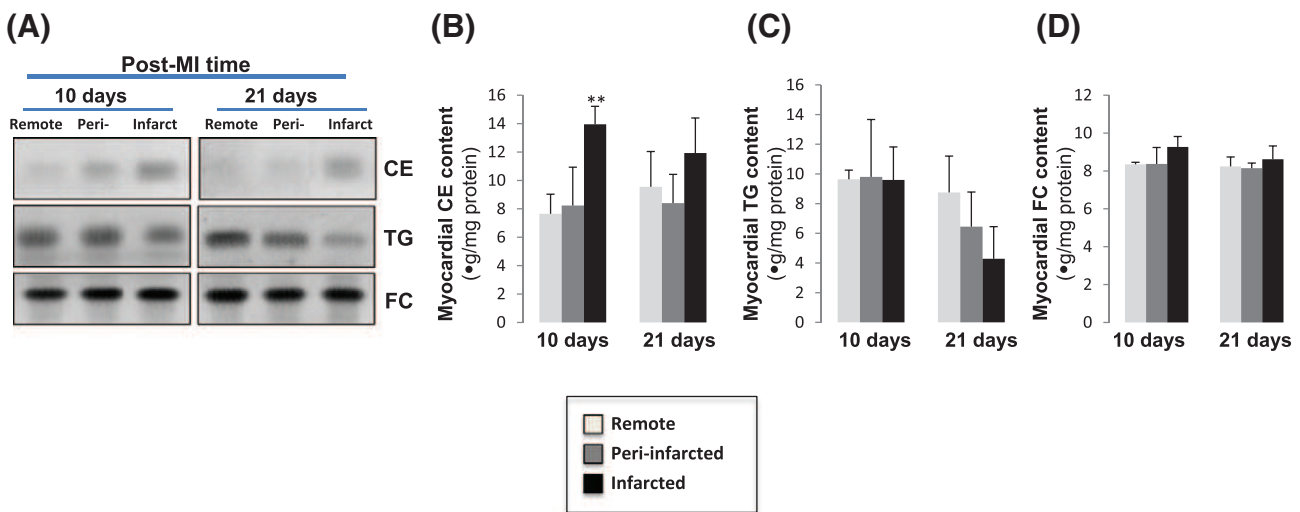 (A)
Post-MI time
10 days 21 days
Remote Peri- Infarct Remote Peri- Infarct
CE
TG
FC
(B)
Myocardial CE content
(•g/mg protein)
16
14
12
10
8
6
4
2
0
**
10 days 21 days
(C)
Myocardial TG content
(•g/mg protein)
16
14
12
10
8
6
4
2
0
10 days 21 days
(D)
Myocardial FC content
(•g/mg protein)
12
10
8
6
4
2
0
10 days 21 days
Remote
Peri-infarcted
Infarcted